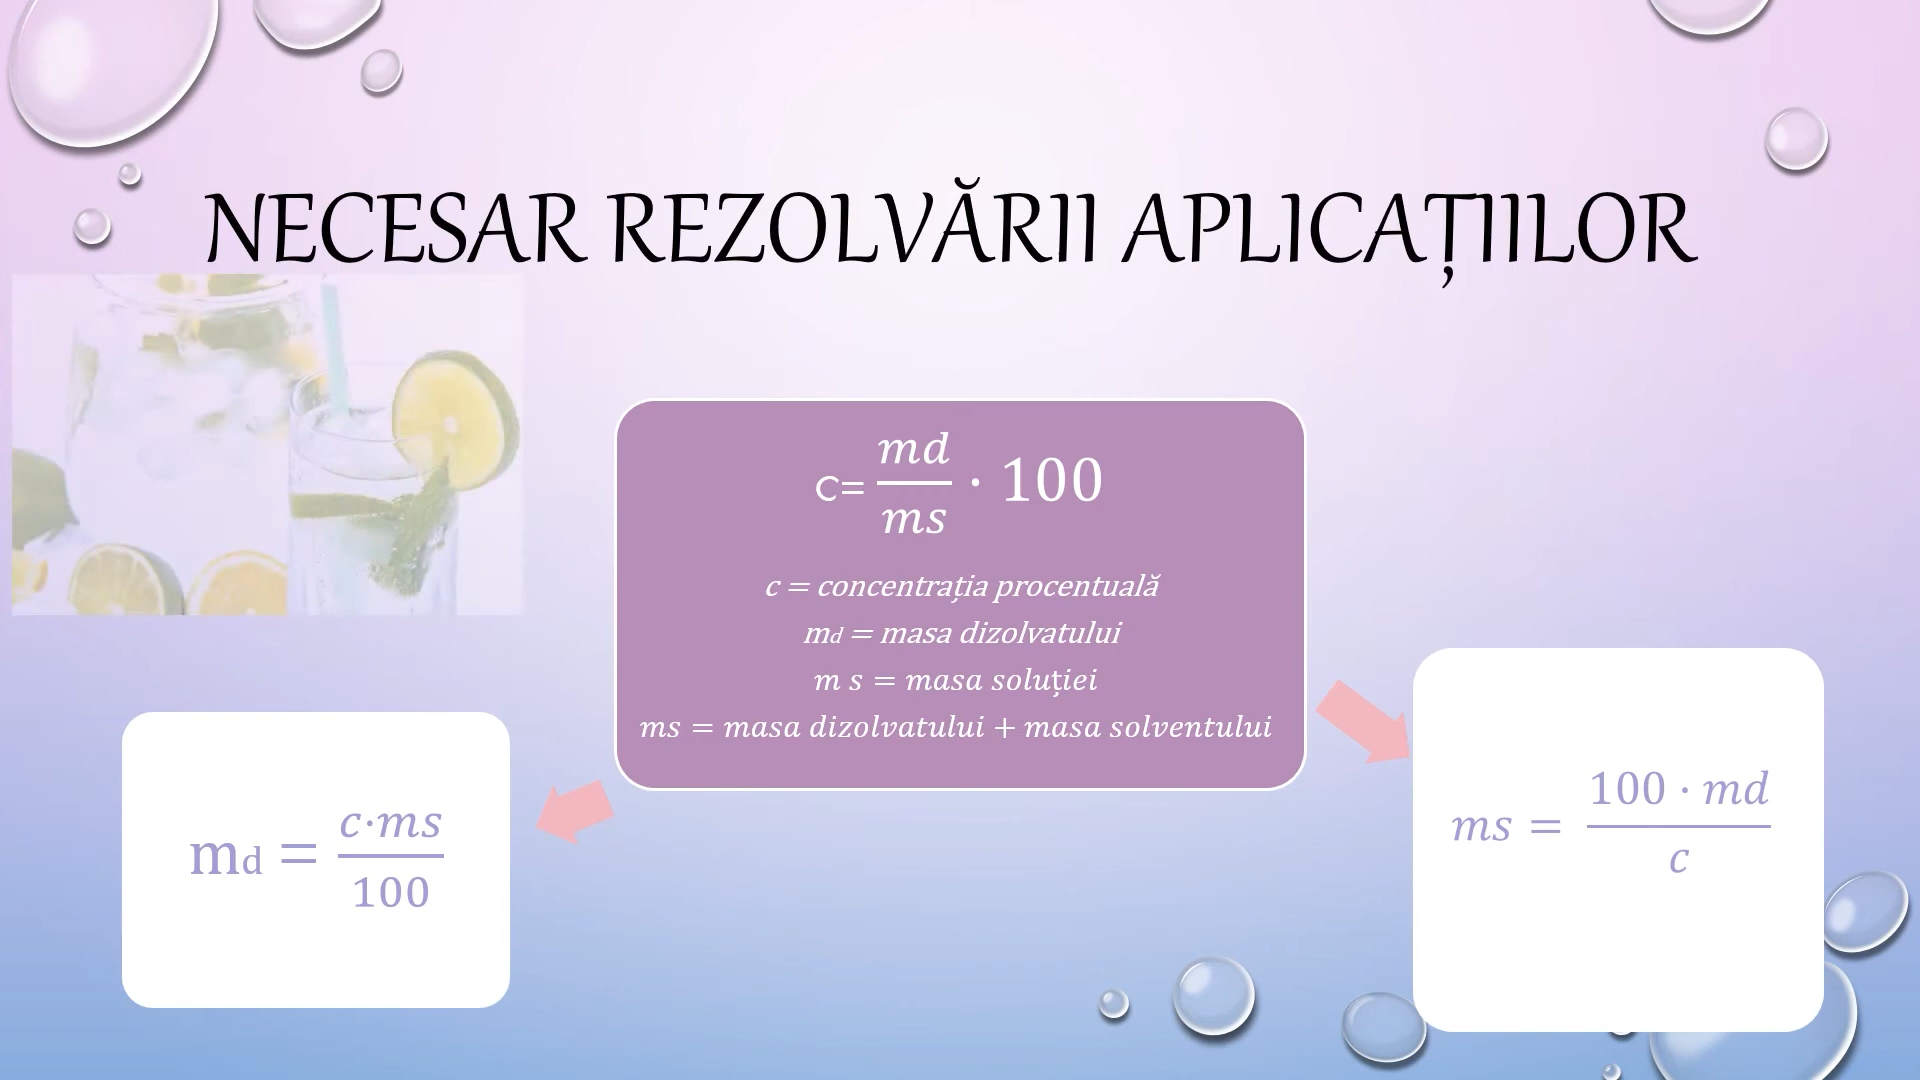 NECESAR REZOLVĂRII APLICAȚIILOR
c= md/ms · 100
c = concentrația procentuală
md = masa dizolvatului
m s = masa soluției
ms = masa dizolvatului + masa solventului
md = c·ms/100
ms = 100 · md/c